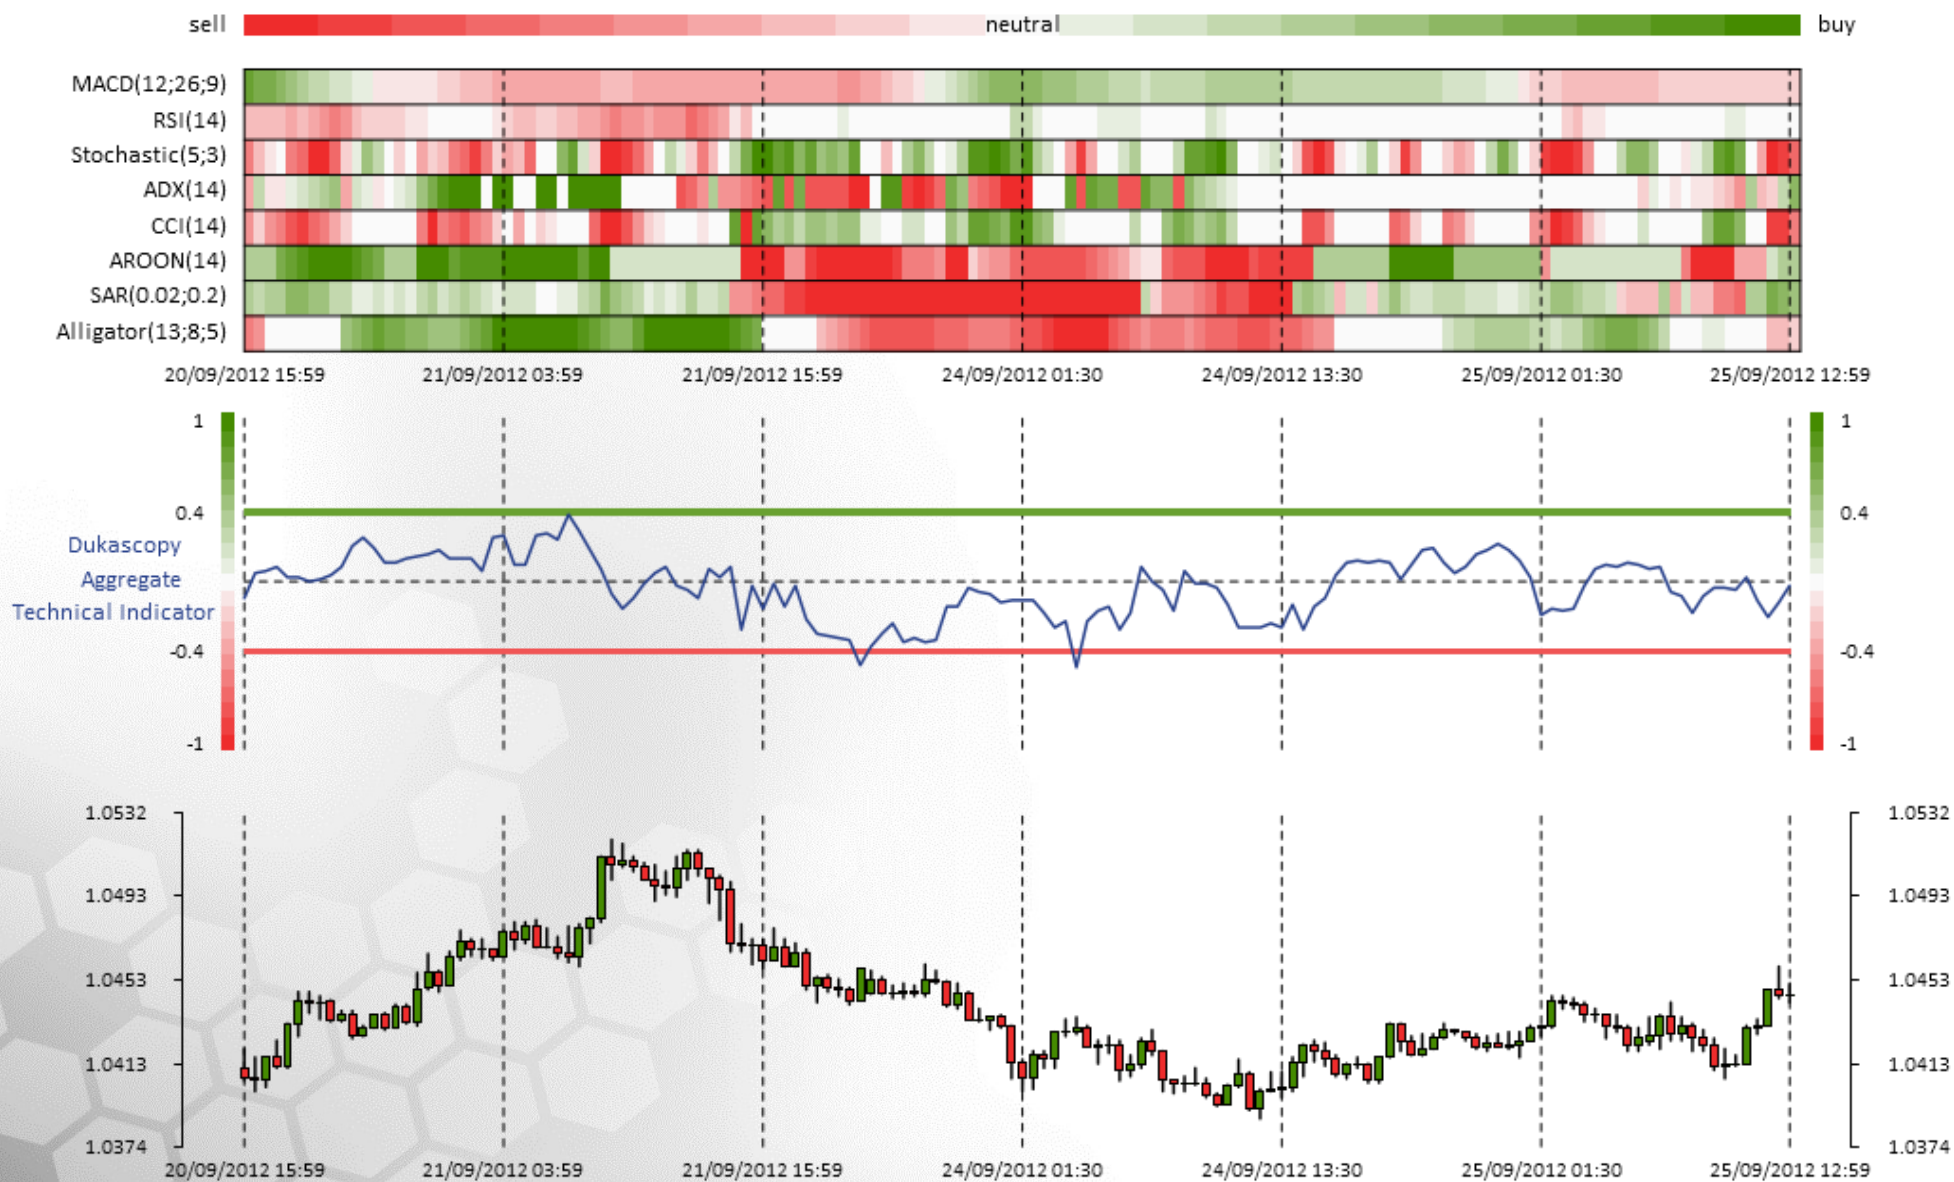 sell neutral buy
MACD(12;26;9)
RSI(14)
Stochastic(5;3)
ADX(14)
CCI(14)
AROON(14)
SAR(0.02;0.2)
Alligator(13;8;5)
20/09/2012 15:59 21/09/2012 03:59 21/09/2012 15:59 24/09/2012 01:30 24/09/2012 13:30 25/09/2012 01:30 25/09/2012 12:59
1 1
0.4 0.4
Dukascopy
Aggregate
Technical Indicator
-0.4 -0.4
-1 -1
1.0532 1.0532
1.0493 1.0493
1.0453 1.0453
1.0413 1.0413
1.0374 1.0374
20/09/2012 15:59 21/09/2012 03:59 21/09/2012 15:59 24/09/2012 01:30 24/09/2012 13:30 25/09/2012 01:30 25/09/2012 12:59